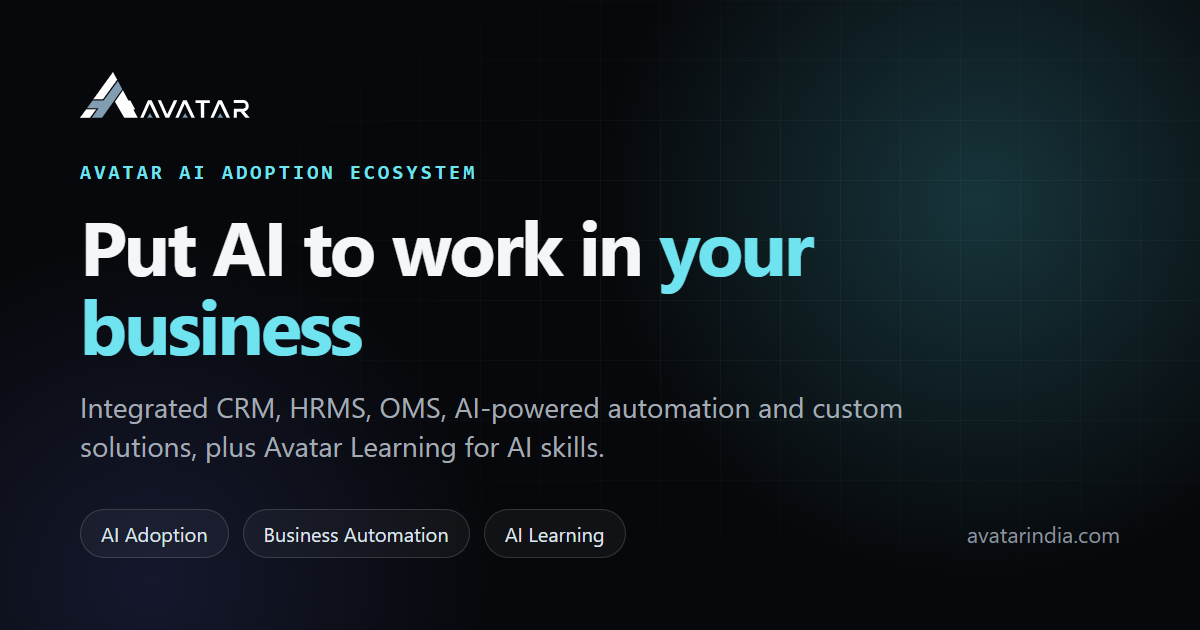 AVATAR
AVATAR AI ADOPTION ECOSYSTEM
Put AI to work in your
business
Integrated CRM, HRMS, OMS, AI-powered automation and custom
solutions, plus Avatar Learning for AI skills.
AI Adoption
Business Automation
AI Learning
avatarindia.com